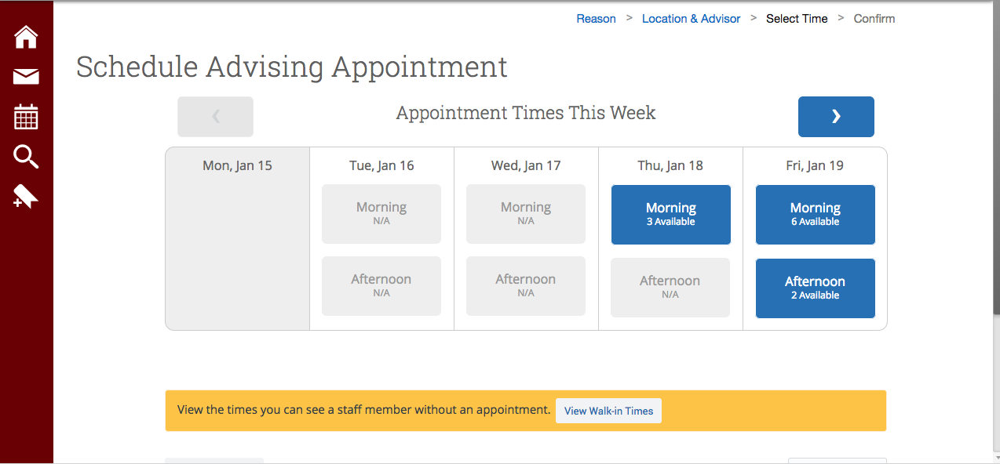 Reason > Location & Advisor > Select Time > Confirm
Schedule Advising Appointment
Appointment Times This Week
Mon, Jan 15
Tue, Jan 16
Morning
N/A
Afternoon
N/A
Wed, Jan 17
Morning
N/A
Afternoon
N/A
Thu, Jan 18
Morning
3 Available
Afternoon
N/A
Fri, Jan 19
Morning
6 Available
Afternoon
2 Available
View the times you can see a staff member without an appointment. View Walk-in Times